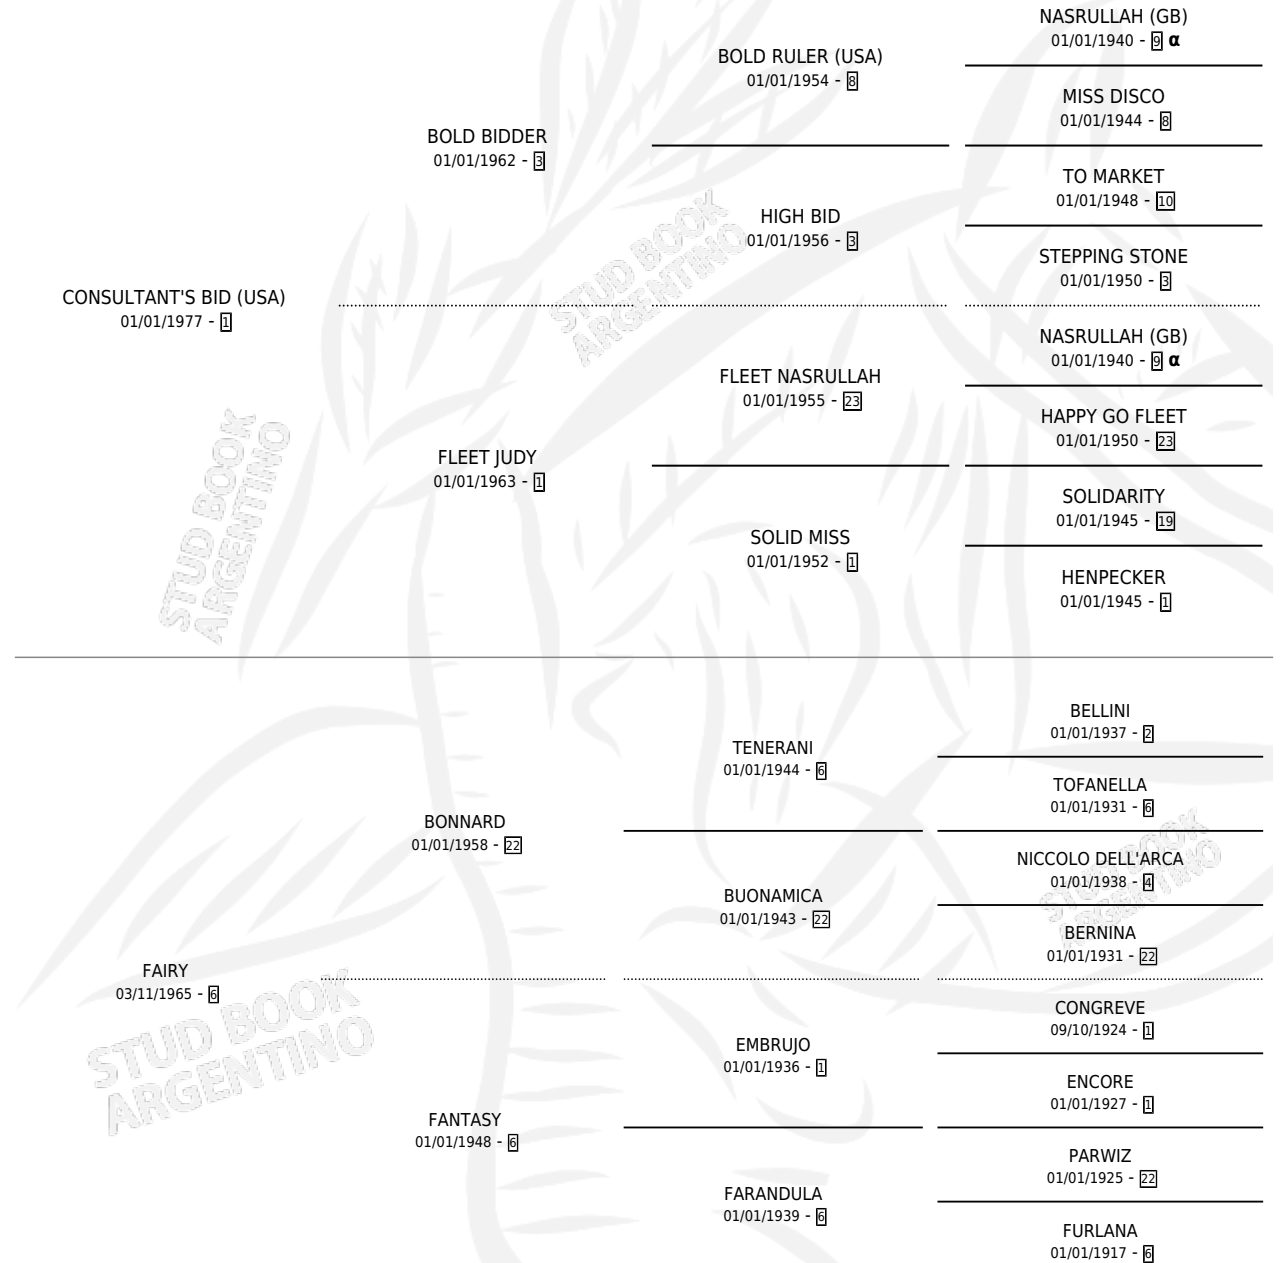 NASRULLAH (GB)
01/01/1940 - 9 α
BOLD RULER (USA)
01/01/1954 - 8
MISS DISCO
01/01/1944 - 8
BOLD BIDDER
01/01/1962 - 3
TO MARKET
01/01/1948 - 10
HIGH BID
01/01/1956 - 3
STEPPING STONE
01/01/1950 - 3
CONSULTANT'S BID (USA)
01/01/1977 - 1
NASRULLAH (GB)
01/01/1940 - 9 α
FLEET NASRULLAH
01/01/1955 - 23
HAPPY GO FLEET
01/01/1950 - 23
FLEET JUDY
01/01/1963 - 1
SOLIDARITY
01/01/1945 - 19
SOLID MISS
01/01/1952 - 1
HENPECKER
01/01/1945 - 1
BELLINI
01/01/1937 - 2
TENERANI
01/01/1944 - 6
TOFANELLA
01/01/1931 - 6
BONNARD
01/01/1958 - 22
NICCOLO DELL'ARCA
01/01/1938 - 4
BUONAMICA
01/01/1943 - 22
BERNINA
01/01/1931 - 22
FAIRY
03/11/1965 - 6
CONGREVE
09/10/1924 - 1
EMBRUJO
01/01/1936 - 1
ENCORE
01/01/1927 - 1
FANTASY
01/01/1948 - 6
PARWIZ
01/01/1925 - 22
FARANDULA
01/01/1939 - 6
FURLANA
01/01/1917 - 6
STUD BOOK
ARGENTINO
STUD BOOK
ARGENTINO
STUD BOOK
ARGENTINO
STUD BOOK
ARGENTINO